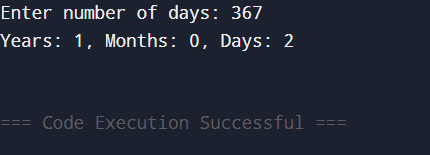 Enter number of days: 367
Years: 1, Months: 0, Days: 2
=== Code Execution Successful ===